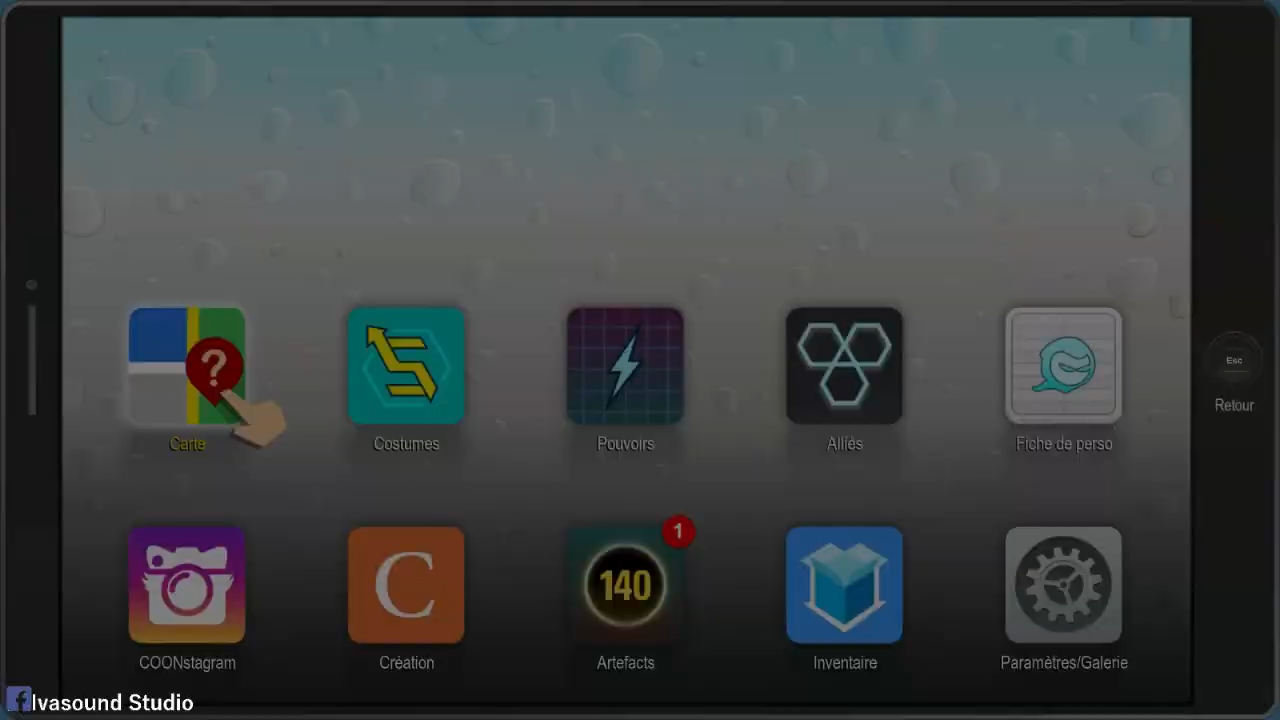 ?
Carte
Costumes
Pouvoirs
Alliés
Fiche de perso
Esc
Retour
COONstagram
C
Création
140
1
Artefacts
Inventaire
Paramètres/Galerie
f lvasound Studio